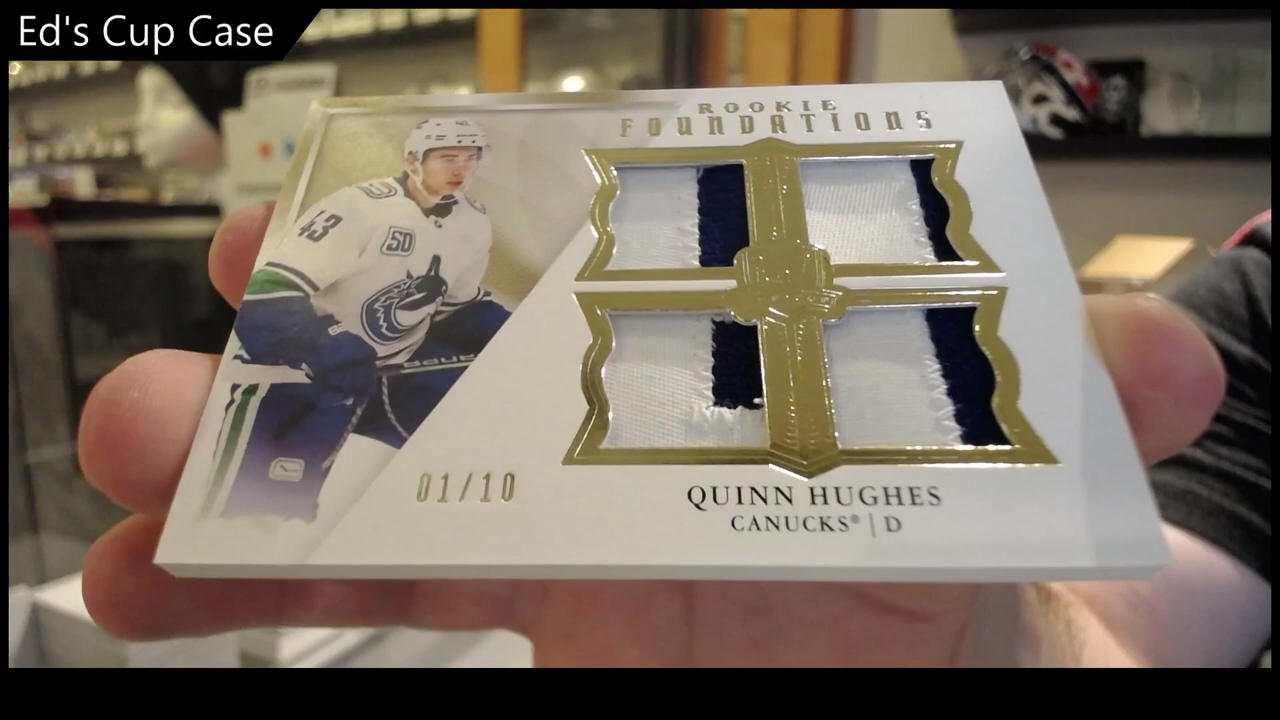 Ed's Cup Case
ROOKIE
FOUNDATIONS
43
50
01/10
QUINN HUGHES
CANUCKS® | D